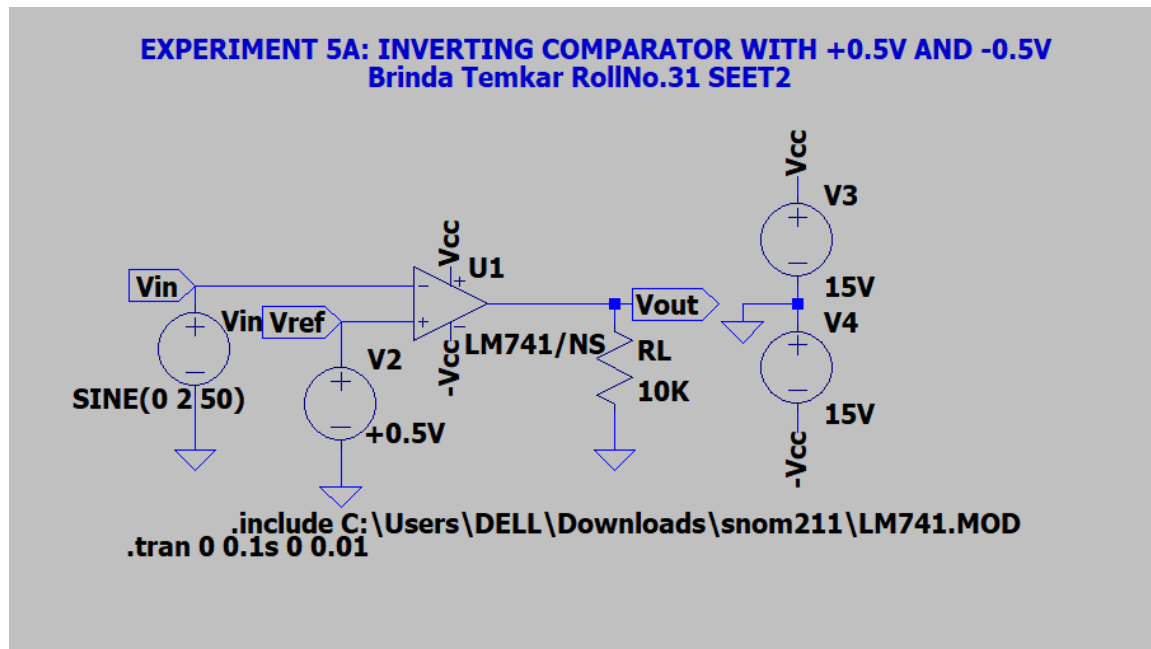 EXPERIMENT 5A: INVERTING COMPARATOR WITH +0.5V AND -0.5V
Brinda Temkar RollNo.31 SEET2
Vcc
V3
15V
Vcc
U1
Vin
Vin
Vref
SINE(0 2 50)
V2
+0.5V
-Vcc
LM741/NS
Vout
RL
10K
V4
15V
-Vcc
.include C:\Users\DELL\Downloads\snom211\LM741.MOD
.tran 0 0.1s 0 0.01